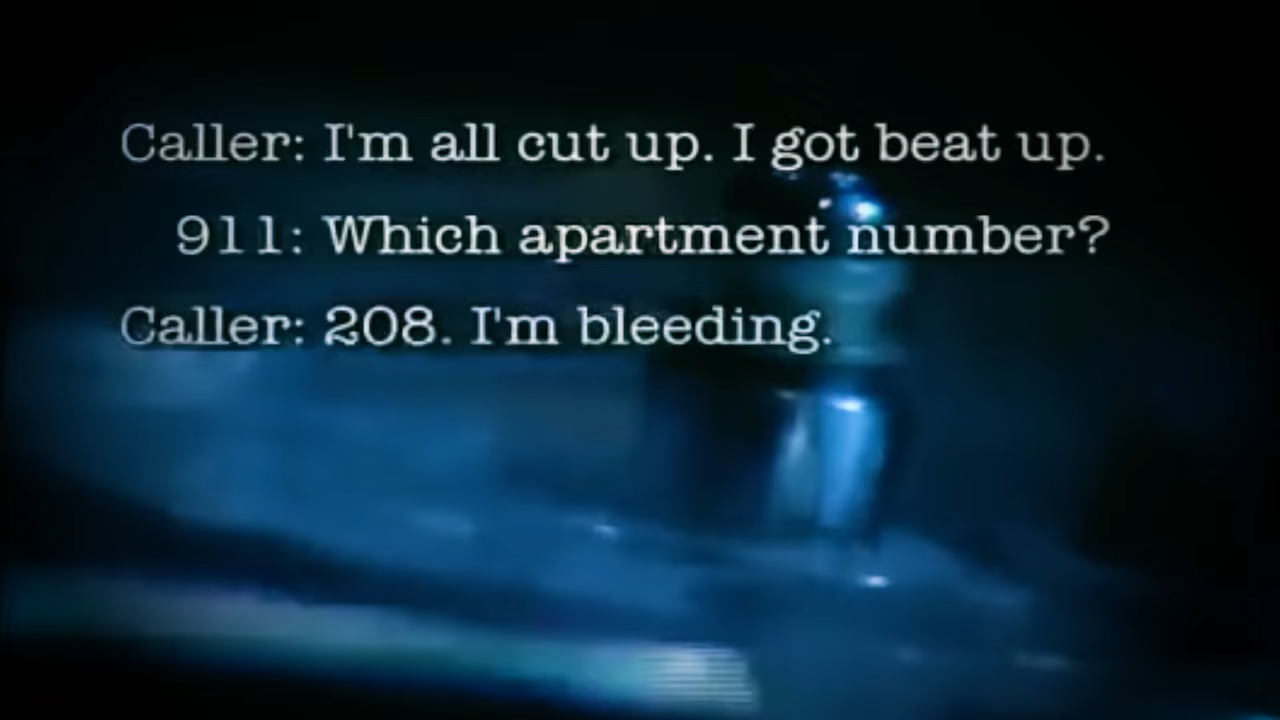 Caller: I'm all cut up. I got beat up.
911: Which apartment number?
Caller: 208. I'm bleeding.